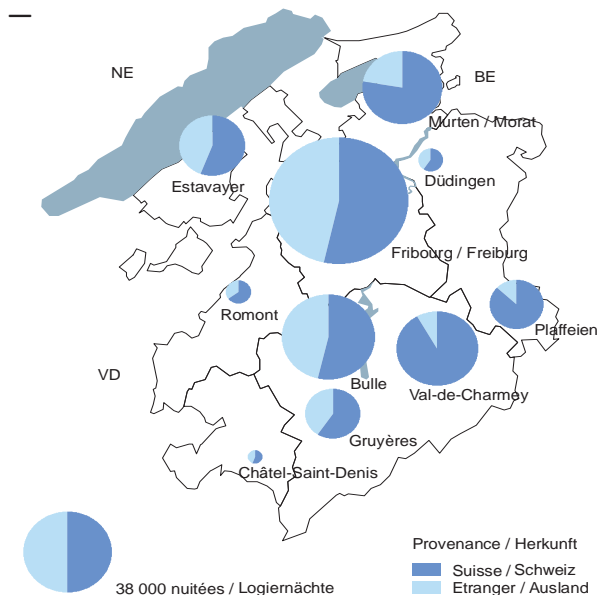 NE
BE
Murten / Morat
Estavayer
Düdingen
Fribourg / Freiburg
Romont
Plaffeien
VD
Bulle
Val-de-Charmey
Gruyères
Châtel-Saint-Denis
Provenance / Herkunft
Suisse / Schweiz
38 000 nuitées / Logiernächte
Etranger / Ausland